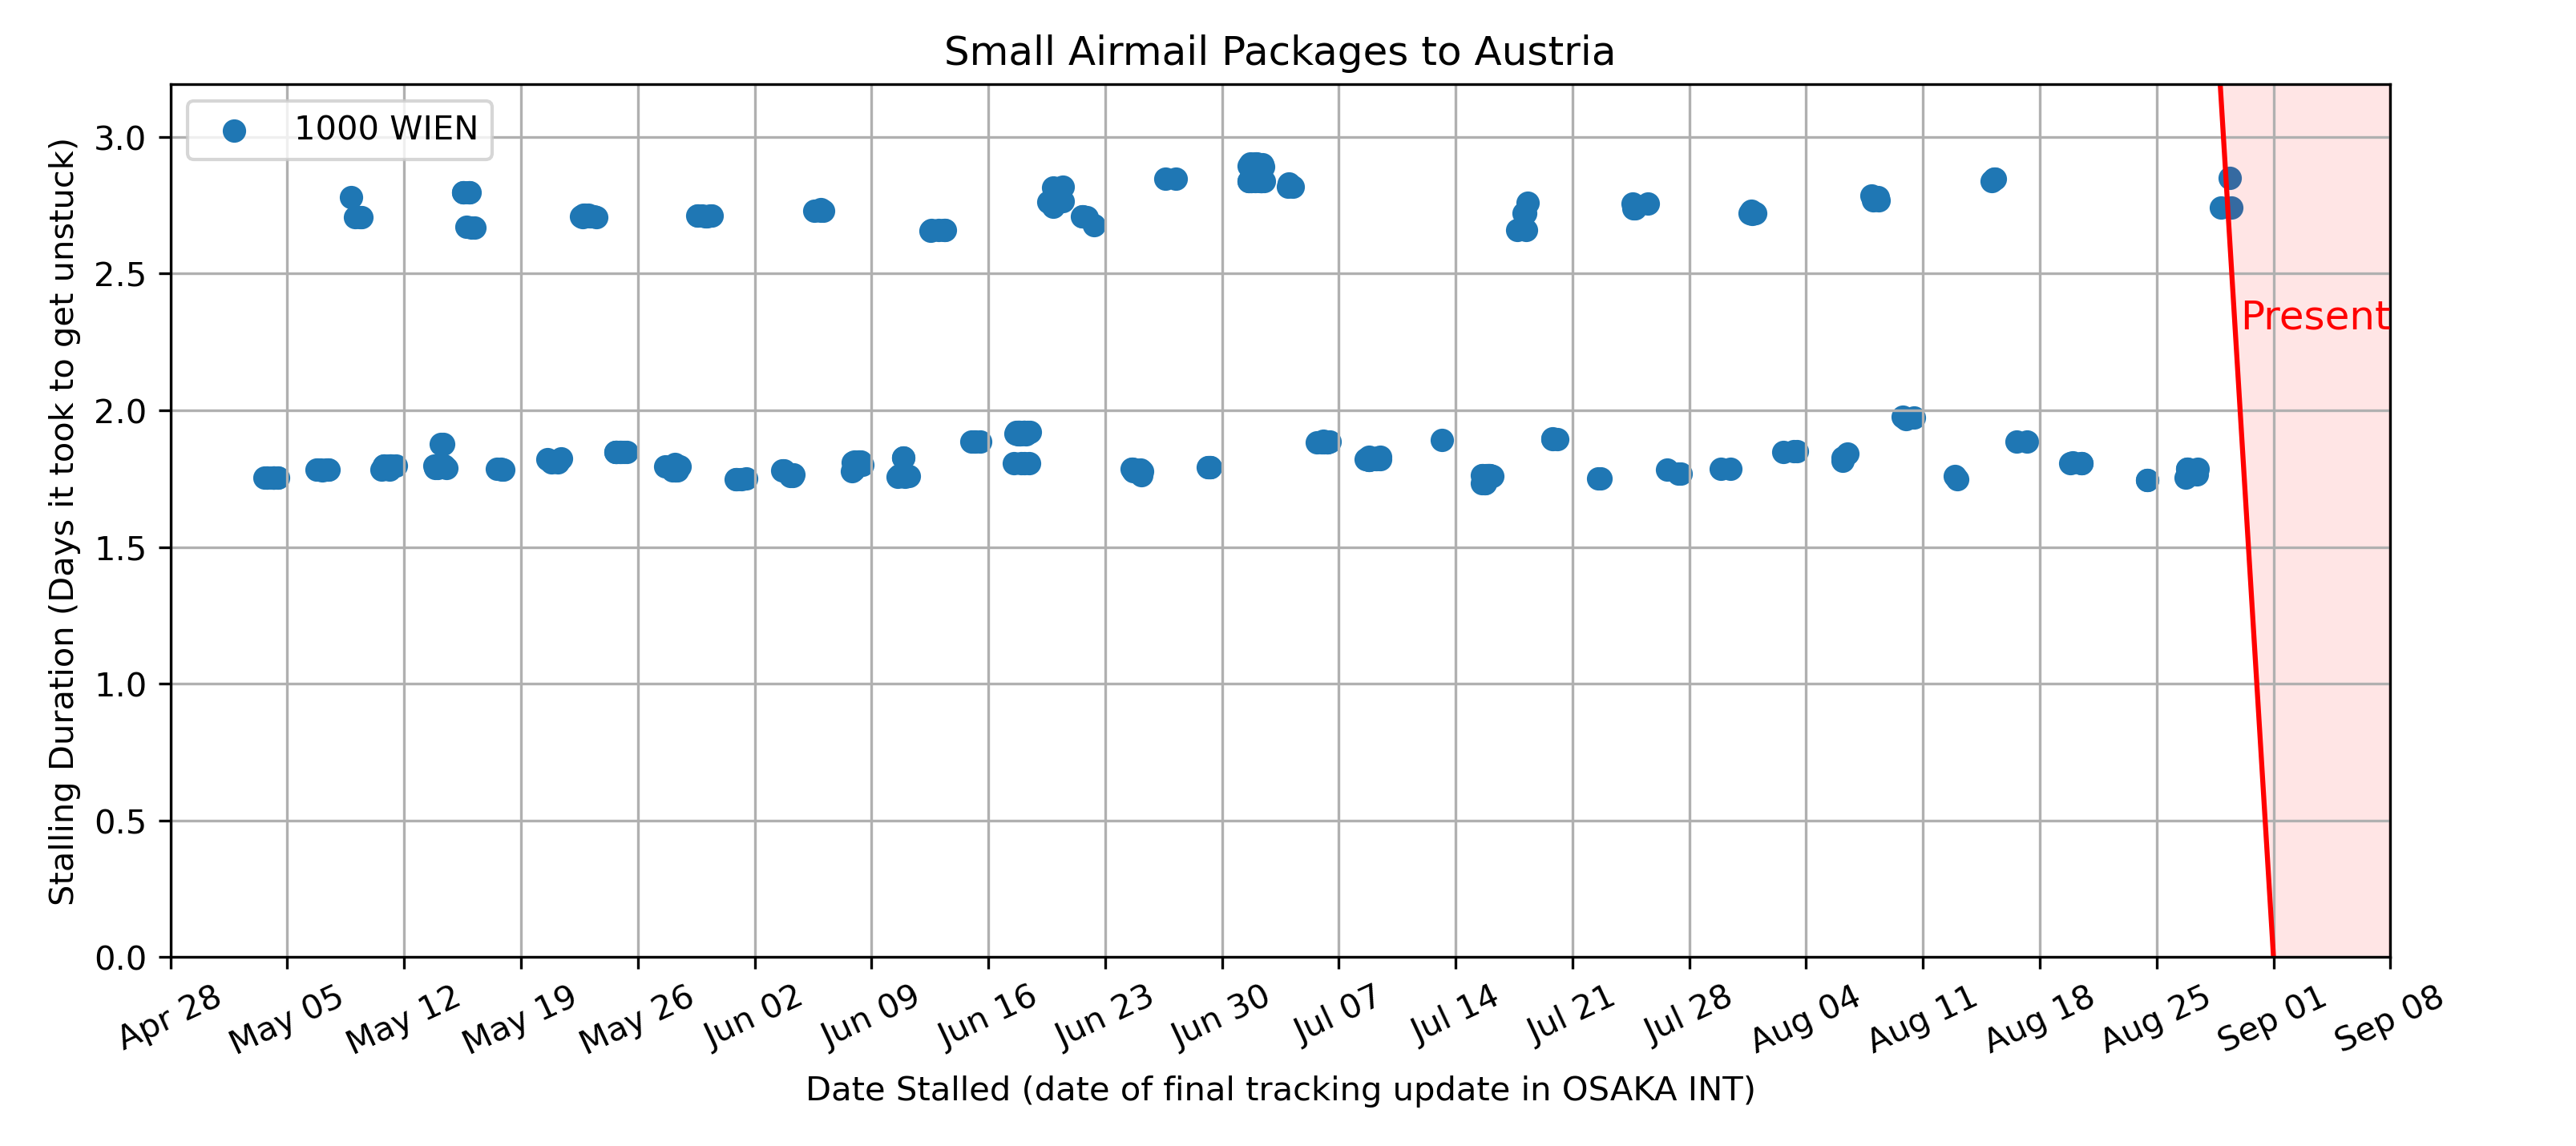 Small Airmail Packages to Austria
1000 WIEN
Stalling Duration (Days it took to get unstuck)
3.0
2.5
2.0
1.5
1.0
0.5
0.0
Present
Apr 28
May 05
May 12
May 19
May 26
Jun 02
Jun 09
Jun 16
Jun 23
Jun 30
Jul 07
Jul 14
Jul 21
Jul 28
Aug 04
Aug 11
Aug 18
Aug 25
Sep 01
Sep 08
Date Stalled (date of final tracking update in OSAKA INT)